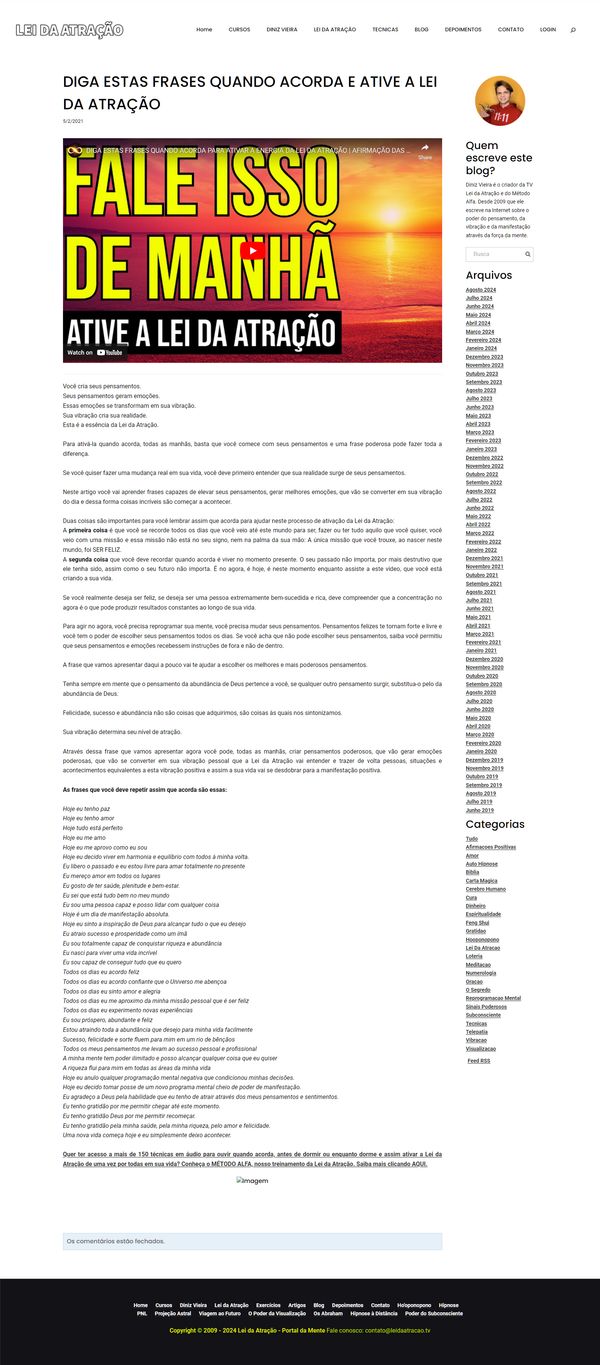 LEI DA ATRAÇÃO
Home CURSOS DINIZ VIEIRA LEI DA ATRAÇÃO TECNICAS BLOG DEPOIMENTOS CONTATO LOGIN
DIGA ESTAS FRASES QUANDO ACORDA E ATIVE A LEI
DA ATRAÇÃO
5/2/2021
DIGA ESTAS FRASES QUANDO ACORDA PARA ATIVAR A ENERGIA DA LEI DA ATRAÇÃO | AFIRMAÇÃO DAS ...
Share
FALE ISSO
DE MANHÃ
ATIVE A LEI DA ATRAÇÃO
Watch on YouTube
Você cria seus pensamentos.
Seus pensamentos geram emoções.
Essas emoções se transformam em sua vibração.
Sua vibração cria sua realidade.
Esta é a essência da Lei da Atração.
Para ativá-la quando acorda, todas as manhãs, basta que você comece com seus pensamentos e uma frase poderosa pode fazer toda a
diferença.
Se você quiser fazer uma mudança real em sua vida, você deve primeiro entender que sua realidade surge de seus pensamentos.
Neste artigo você vai aprender frases capazes de elevar seus pensamentos, gerar melhores emoções, que vão se converter em sua vibração
do dia e dessa forma coisas incríveis vão começar a acontecer.
Duas coisas são importantes para você lembrar assim que acorda para ajudar neste processo de ativação da Lei da Atração:
A primeira coisa é que você se recorde todos os dias que você veio até este mundo para ser, fazer ou ter tudo aquilo que você quiser, você
veio com uma missão e essa missão não está no seu signo, nem na palma da sua mão: A única missão que você trouxe, ao nascer neste
mundo, foi SER FELIZ.
A segunda coisa que você deve recordar quando acorda é viver no momento presente. O seu passado não importa, por mais destrutivo que
ele tenha sido, assim como o seu futuro não importa. É no agora, é hoje, é neste momento enquanto assiste a este vídeo, que você está
criando a sua vida.
Se você realmente deseja ser feliz, se deseja ser uma pessoa extremamente bem-sucedida e rica, deve compreender que a concentração no
agora é o que pode produzir resultados constantes ao longo de sua vida.
Para agir no agora, você precisa reprogramar sua mente, você precisa mudar seus pensamentos. Pensamentos felizes te tornam forte e livre e
você tem o poder de escolher seus pensamentos todos os dias. Se você acha que não pode escolher seus pensamentos, saiba você permitiu
que seus pensamentos e emoções recebessem instruções de fora e não de dentro.
A frase que vamos apresentar daqui a pouco vai te ajudar a escolher os melhores e mais poderosos pensamentos.
Tenha sempre em mente que o pensamento da abundância de Deus pertence a você, se qualquer outro pensamento surgir, substitua-o pelo da
abundância de Deus.
Felicidade, sucesso e abundância não são coisas que adquirimos, são coisas às quais nos sintonizamos.
Sua vibração determina seu nível de atração.
Através dessa frase que vamos apresentar agora você pode, todas as manhãs, criar pensamentos poderosos, que vão gerar emoções
poderosas, que vão se converter em sua vibração pessoal que a Lei da Atração vai entender e trazer de volta pessoas, situações e
acontecimentos equivalentes a esta vibração positiva e assim a sua vida vai se desdobrar para a manifestação positiva.
As frases que você deve repetir assim que acorda são essas:
Hoje eu tenho paz
Hoje eu tenho amor
Hoje tudo está perfeito
Hoje eu me amo
Hoje eu me aprovo como eu sou
Hoje eu decido viver em harmonia e equilíbrio com todos à minha volta.
Eu libero o passado e eu estou livre para amar totalmente no presente
Eu mereço amor em todos os lugares
Eu gosto de ter saúde, plenitude e bem-estar.
Eu sei que está tudo bem no meu mundo
Eu sou uma pessoa capaz e posso lidar com qualquer coisa
Hoje é um dia de manifestação absoluta.
Hoje eu sinto a inspiração de Deus para alcançar tudo o que eu desejo
Eu atraio sucesso e prosperidade como um imã
Eu sou totalmente capaz de conquistar riqueza e abundância
Eu nasci para viver uma vida incrível
Eu sou capaz de conseguir tudo que eu quero
Todos os dias eu acordo feliz
Todos os dias eu acordo confiante que o Universo me abençoa
Todos os dias eu sinto amor e alegria
Todos os dias eu me aproximo da minha missão pessoal que é ser feliz
Todos os dias eu experimento novas experiências
Eu sou próspero, abundante e feliz
Estou atraindo toda a abundância que desejo para minha vida facilmente
Sucesso, felicidade e sorte fluem para mim em um rio de bênçãos
Todos os meus pensamentos me levam ao sucesso pessoal e profissional
A minha mente tem poder ilimitado e posso alcançar qualquer coisa que eu quiser
A riqueza flui para mim em todas as áreas da minha vida
Hoje eu anulo qualquer programação mental negativa que condicionou minhas decisões.
Hoje eu decido tomar posse de um novo programa mental cheio de poder de manifestação.
Eu agradeço a Deus pela habilidade que eu tenho de atrair através dos meus pensamentos e sentimentos.
Eu tenho gratidão por me permitir chegar até este momento.
Eu tenho gratidão Deus por me permitir recomeçar.
Eu tenho gratidão pela minha saúde, pela minha riqueza, pelo amor e felicidade.
Uma nova vida começa hoje e eu simplesmente deixo acontecer.
Quer ter acesso a mais de 150 técnicas em áudio para ouvir quando acorda, antes de dormir ou enquanto dorme e assim ativar a Lei da
Atração de uma vez por todas em sua vida? Conheça o MÉTODO ALFA, nosso treinamento da Lei da Atração. Saiba mais clicando AQUI.
Imagem
Os comentários estão fechados.
11:11
Quem
escreve este
blog?
Diniz Vieira é o criador da TV
Lei da Atração e do Método
Alfa. Desde 2009 que ele
escreve na Internet sobre o
poder do pensamento, da
vibração e da manifestação
através da força da mente.
Busca
Arquivos
Agosto 2024
Julho 2024
Junho 2024
Maio 2024
Abril 2024
Março 2024
Fevereiro 2024
Janeiro 2024
Dezembro 2023
Novembro 2023
Outubro 2023
Setembro 2023
Agosto 2023
Julho 2023
Junho 2023
Maio 2023
Abril 2023
Março 2023
Fevereiro 2023
Janeiro 2023
Dezembro 2022
Novembro 2022
Outubro 2022
Setembro 2022
Agosto 2022
Julho 2022
Junho 2022
Maio 2022
Abril 2022
Março 2022
Fevereiro 2022
Janeiro 2022
Dezembro 2021
Novembro 2021
Outubro 2021
Setembro 2021
Agosto 2021
Julho 2021
Junho 2021
Maio 2021
Abril 2021
Março 2021
Fevereiro 2021
Janeiro 2021
Dezembro 2020
Novembro 2020
Outubro 2020
Setembro 2020
Agosto 2020
Julho 2020
Junho 2020
Maio 2020
Abril 2020
Março 2020
Fevereiro 2020
Janeiro 2020
Dezembro 2019
Novembro 2019
Outubro 2019
Setembro 2019
Agosto 2019
Julho 2019
Junho 2019
Categorias
Tudo
Afirmacoes Positivas
Amor
Auto Hipnose
Bíblia
Carta Magica
Cerebro Humano
Cura
Dinheiro
Espiritualidade
Feng Shui
Gratidao
Hooponopono
Lei Da Atracao
Loteria
Meditacao
Numerologia
Oracao
O Segredo
Reprogramacao Mental
Sinais Poderosos
Subconsciente
Tecnicas
Telepatia
Vibracao
Visualizacao
Feed RSS
Home Cursos Diniz Vieira Lei da Atração Exercícios Artigos Blog Depoimentos Contato Ho'oponopono Hipnose
PNL Projeção Astral Viagem ao Futuro O Poder da Visualização Os Abraham Hipnose à Distância Poder do Subconsciente
Copyright © 2009 - 2024 Lei da Atração - Portal da Mente Fale conosco: contato@leidaatracao.tv